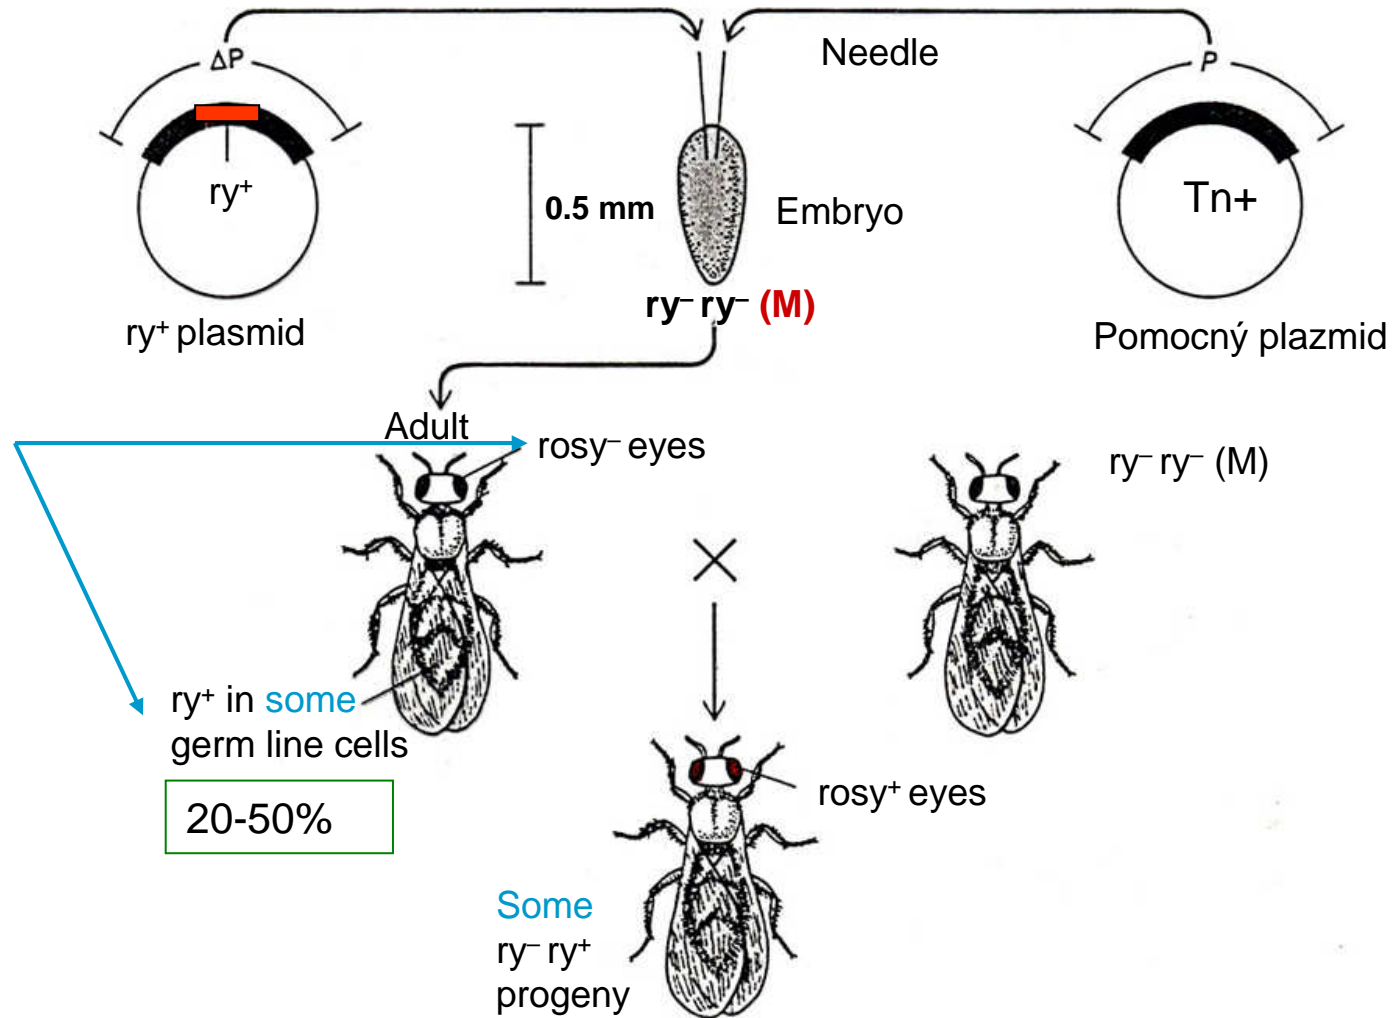 ΔP
Needle
P
ry⁺
0.5 mm
Embryo
Tn+
ry⁻ ry⁻ (M)
ry⁺ plasmid
Pomocný plazmid
Adult
rosy⁻ eyes
ry⁻ ry⁻ (M)
ry⁺ in some
germ line cells
20-50%
rosy⁺ eyes
Some
ry⁻ ry⁺
progeny